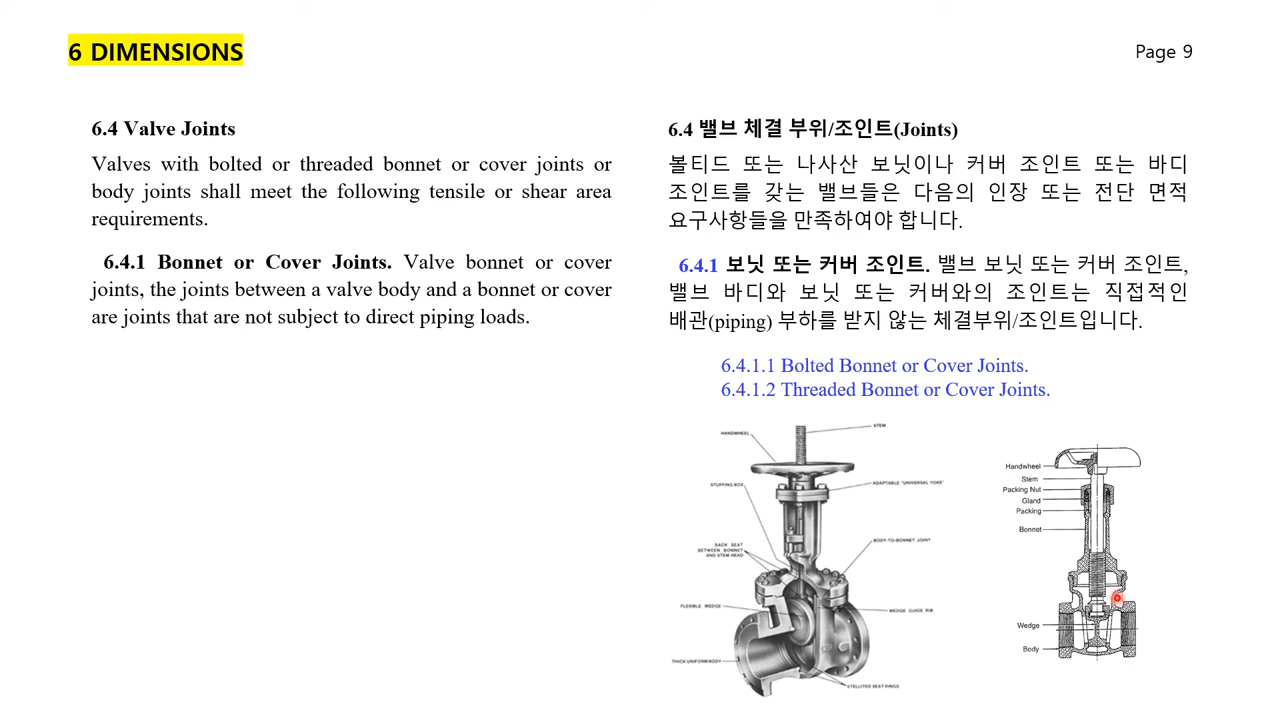 6 DIMENSIONS
Page 9
6.4 Valve Joints
Valves with bolted or threaded bonnet or cover joints or
body joints shall meet the following tensile or shear area
requirements.
6.4.1 Bonnet or Cover Joints. Valve bonnet or cover
joints, the joints between a valve body and a bonnet or cover
are joints that are not subject to direct piping loads.
6.4 밸브 체결 부위/조인트(Joints)
볼티드 또는 나사산 보닛이나 커버 조인트 또는 바디
조인트를 갖는 밸브들은 다음의 인장 또는 전단 면적
요구사항들을 만족하여야 합니다.
6.4.1 보닛 또는 커버 조인트. 밸브 보닛 또는 커버 조인트,
밸브 바디와 보닛 또는 커버와의 조인트는 직접적인
배관(piping) 부하를 받지 않는 체결부위/조인트입니다.
6.4.1.1 Bolted Bonnet or Cover Joints.
6.4.1.2 Threaded Bonnet or Cover Joints.
STEM
HANDWHEEL
STUFFING BOX
ADAPTABLE "UNIVERSAL YOKE"
BACK SEAT
BETWEEN BONNET
AND STEM HEAD
BODY-TO-BONNET JOINT
FLEXIBLE WEDGE
WEDGE GUIDE RIB
THICK UNIFORM BODY
STELLITED SEAT RINGS
Handwheel
Stem
Packing Nut
Gland
Packing
Bonnet
Wedge
Body